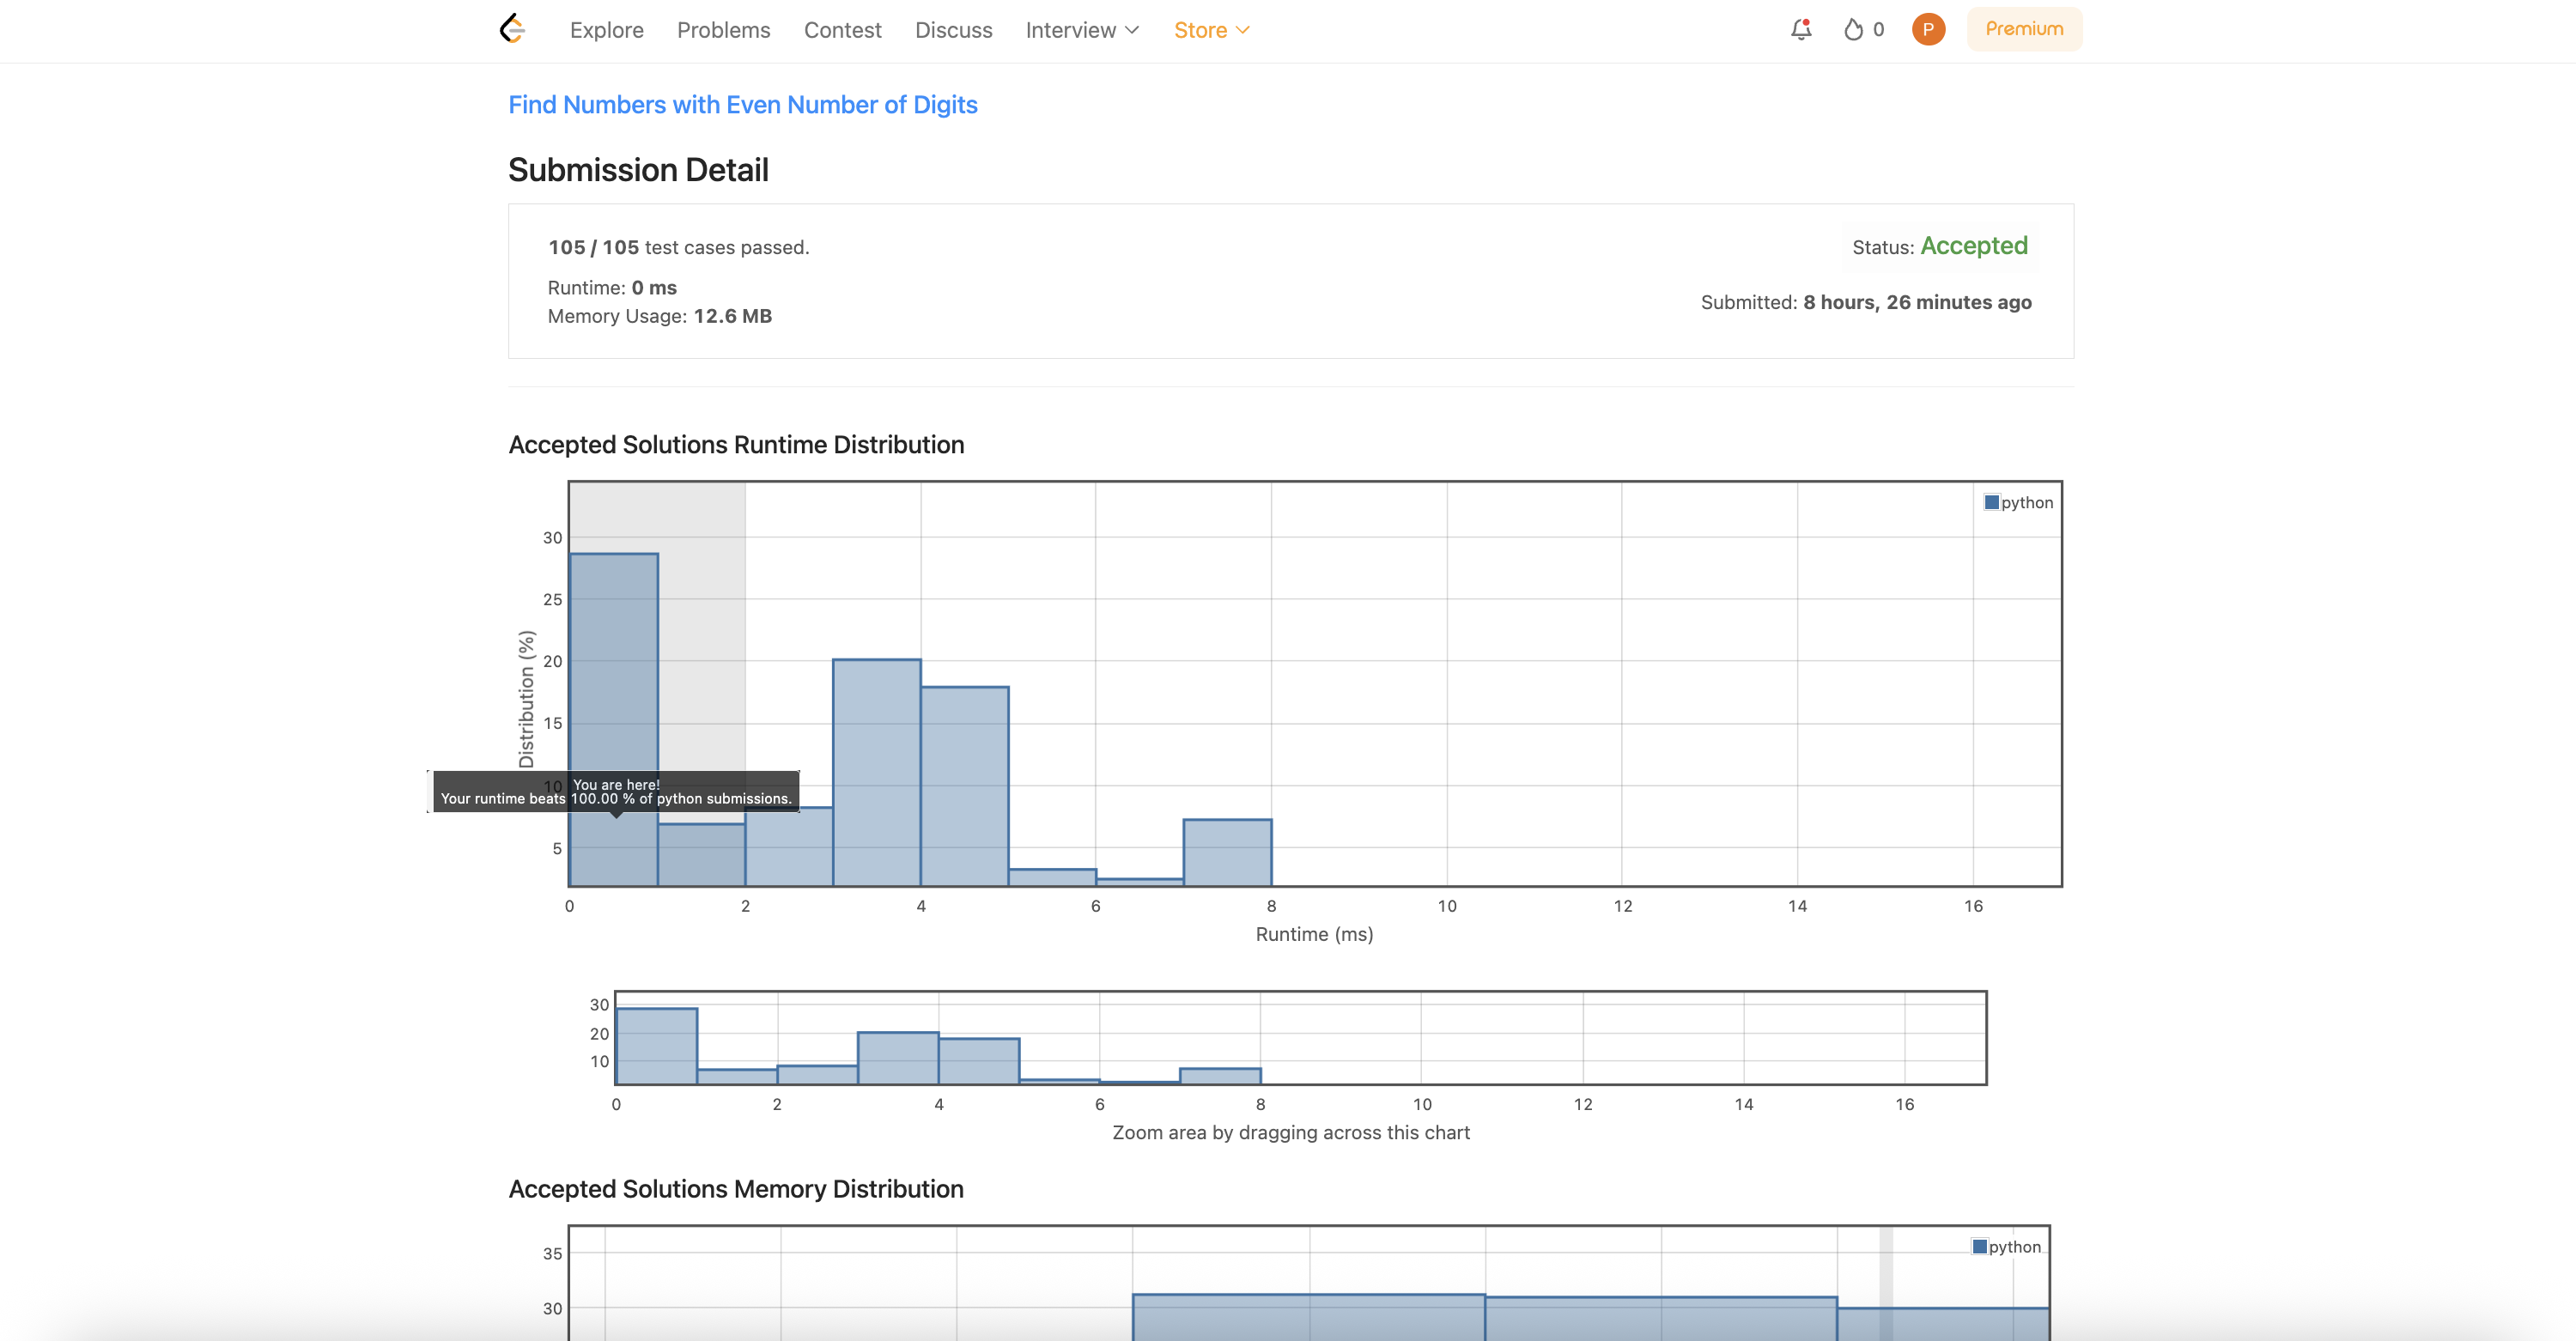 Explore Problems Contest Discuss Interview Store 0 P Premium
Find Numbers with Even Number of Digits
Submission Detail
105 / 105 test cases passed.
Status: Accepted
Runtime: 0 ms
Submitted: 8 hours, 26 minutes ago
Memory Usage: 12.6 MB
Accepted Solutions Runtime Distribution
python
30
25
20
15
10
5
Distribution (%)
You are here!
Your runtime beats 100.00 % of python submissions.
0 2 4 6 8 10 12 14 16
Runtime (ms)
30
20
10
0 2 4 6 8 10 12 14 16
Zoom area by dragging across this chart
Accepted Solutions Memory Distribution
python
35
30